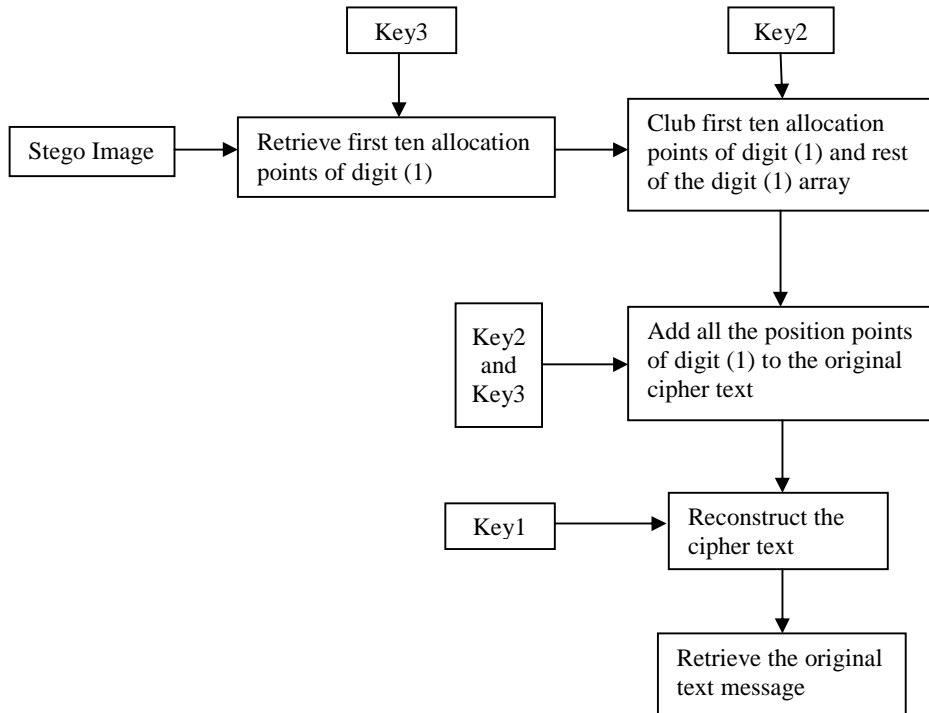 Key3
Key2
Stego Image
Retrieve first ten allocation
points of digit (1)
Club first ten allocation
points of digit (1) and rest
of the digit (1) array
Key2
and
Key3
Add all the position points
of digit (1) to the original
cipher text
Key1
Reconstruct the
cipher text
Retrieve the original
text message